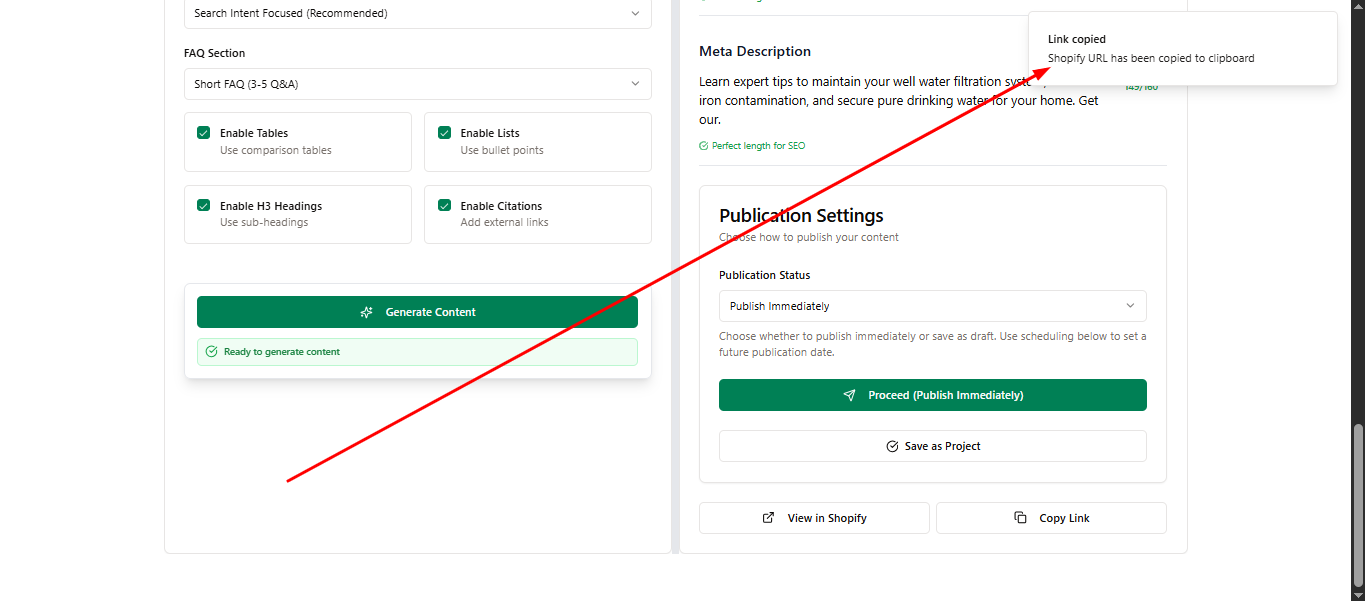 Search Intent Focused (Recommended)
FAQ Section
Short FAQ (3-5 Q&A)
Enable Tables
Use comparison tables
Enable Lists
Use bullet points
Enable H3 Headings
Use sub-headings
Enable Citations
Add external links
Generate Content
Ready to generate content
Link copied
Shopify URL has been copied to clipboard
Meta Description
149/160
Learn expert tips to maintain your well water filtration
iron contamination, and secure pure drinking water for your home. Get
our.
Perfect length for SEO
Publication Settings
Choose how to publish your content
Publication Status
Publish Immediately
Choose whether to publish immediately or save as draft. Use scheduling below to set a
future publication date.
Proceed (Publish Immediately)
Save as Project
View in Shopify
Copy Link